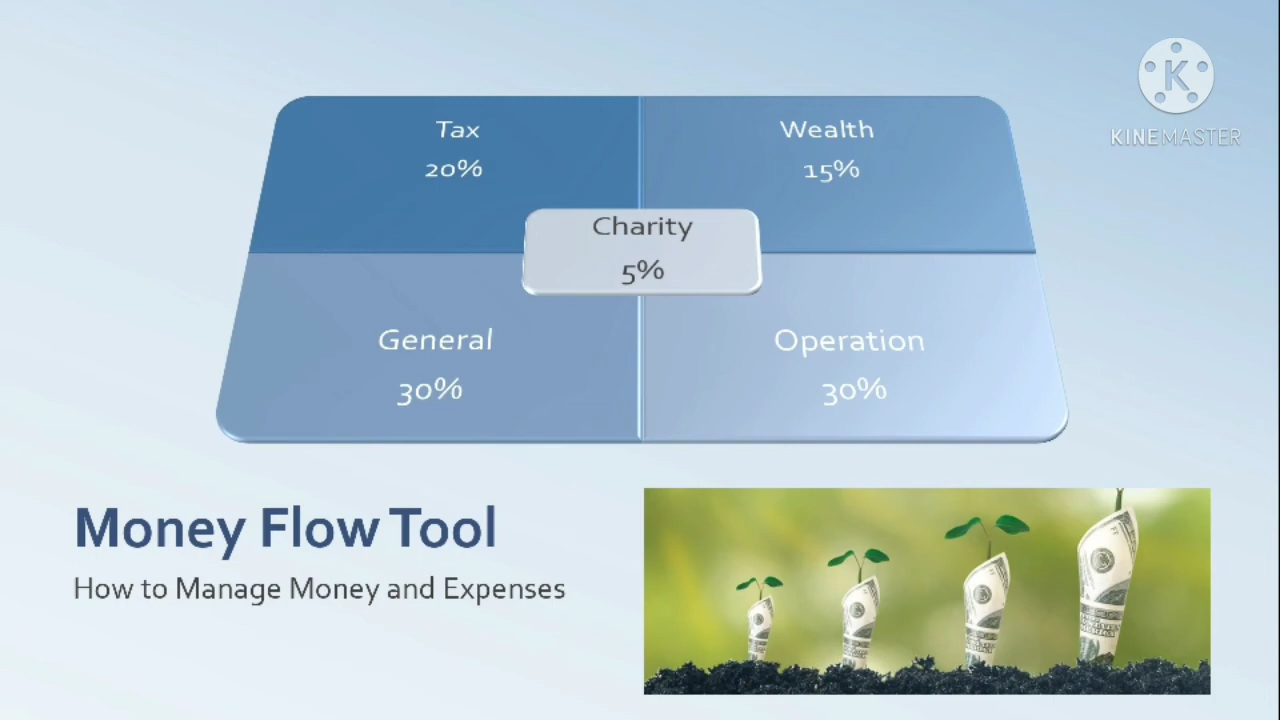 KINEMASTER
Tax
20%
Wealth
15%
Charity
5%
General
30%
Operation
30%
Money Flow Tool
How to Manage Money and Expenses